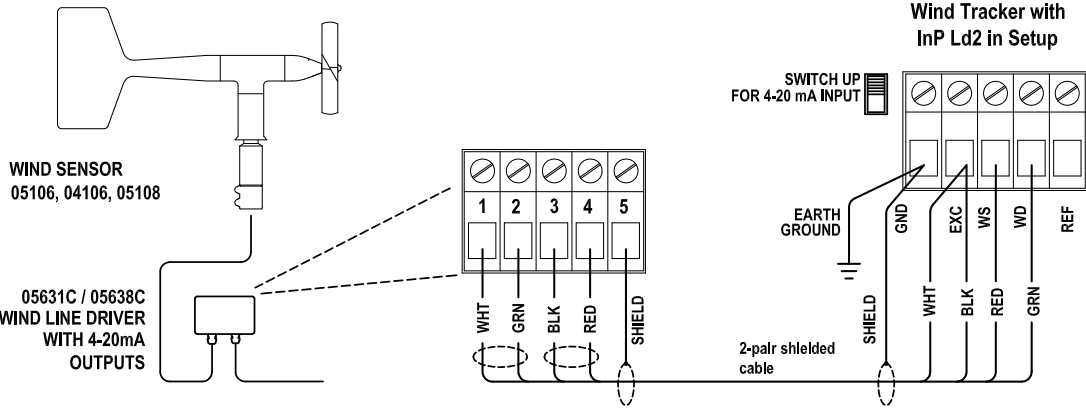 Wind Tracker with
InP Ld2 in Setup
SWITCH UP
FOR 4-20 mA INPUT
WIND SENSOR
05106, 04106, 05108
1 2 3 4 5
EARTH
GROUND
GND
EXC
WS
WD
REF
05631C / 05638C
WIND LINE DRIVER
WITH 4-20mA
OUTPUTS
WHT
GRN
BLK
RED
SHIELD
2-pair shielded
cable
SHIELD
WHT
BLK
RED
GRN